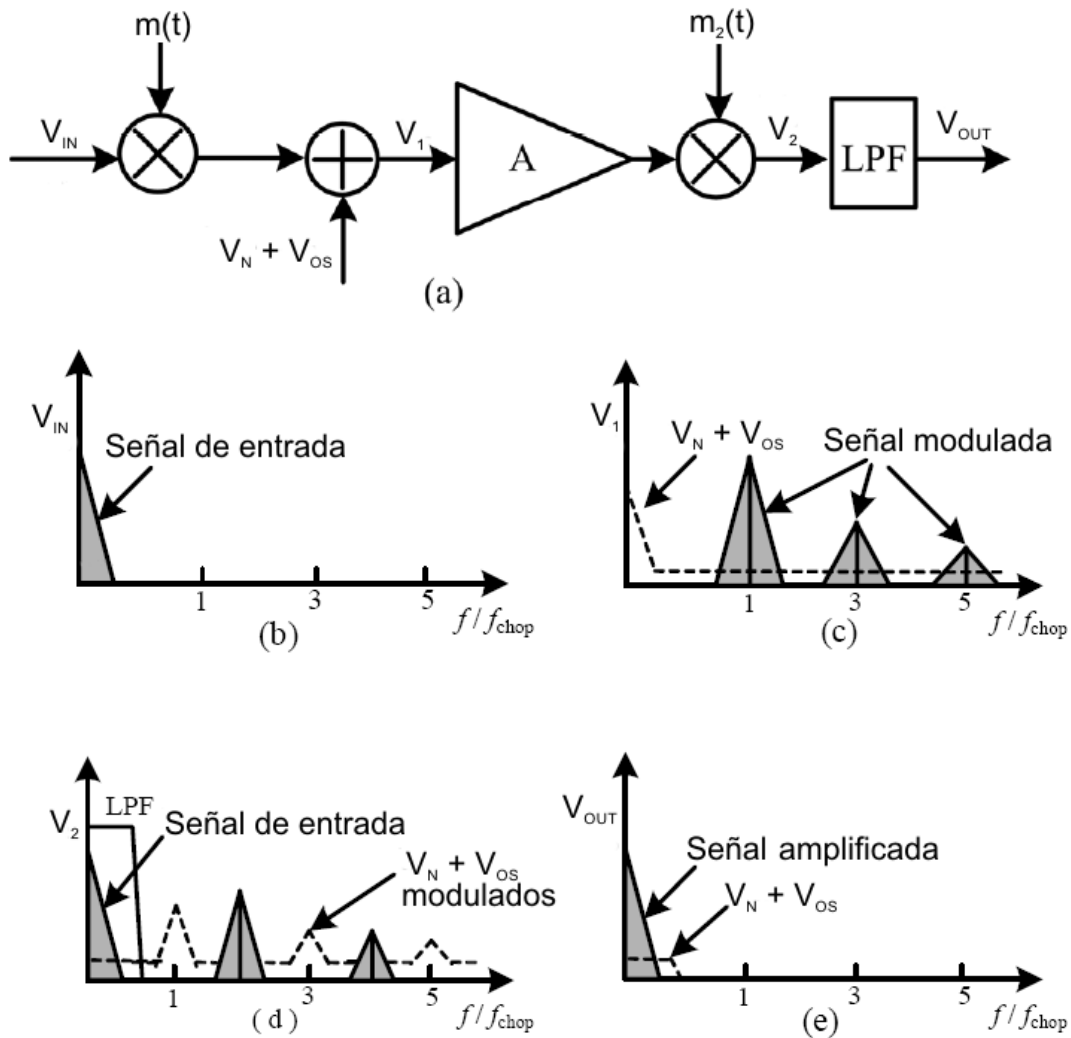 m(t)
m₂(t)
V_IN
V₁
A
V₂
LPF
V_OUT
V_N + V_OS
(a)
V_IN
Señal de entrada
1
3
5
f / f_chop
(b)
V₁
V_N + V_OS
Señal modulada
1
3
5
f / f_chop
(c)
V₂
LPF
Señal de entrada
V_N + V_OS
modulados
1
3
5
f / f_chop
(d)
V_OUT
Señal amplificada
V_N + V_OS
1
3
5
f / f_chop
(e)